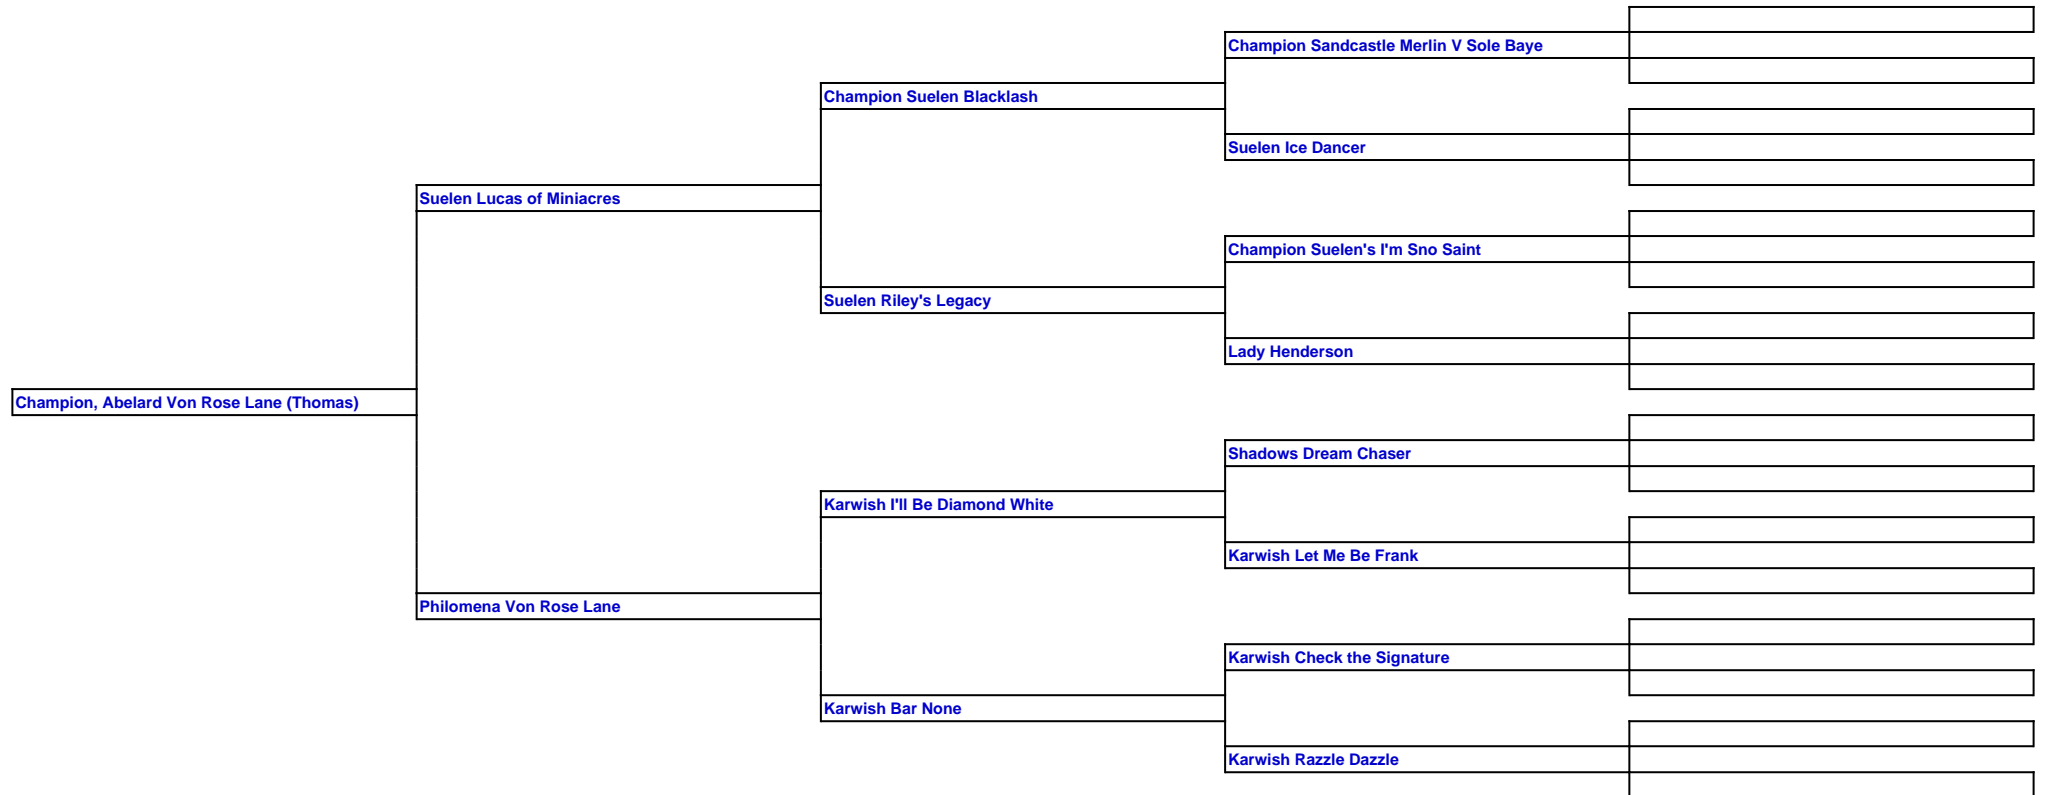 Champion Sandcastle Merlin V Sole Baye
Champion Suelen Blacklash
Suelen Ice Dancer
Suelen Lucas of Miniacres
Champion Suelen's I'm Sno Saint
Suelen Riley's Legacy
Lady Henderson
Champion, Abelard Von Rose Lane (Thomas)
Shadows Dream Chaser
Karwish I'll Be Diamond White
Karwish Let Me Be Frank
Philomena Von Rose Lane
Karwish Check the Signature
Karwish Bar None
Karwish Razzle Dazzle